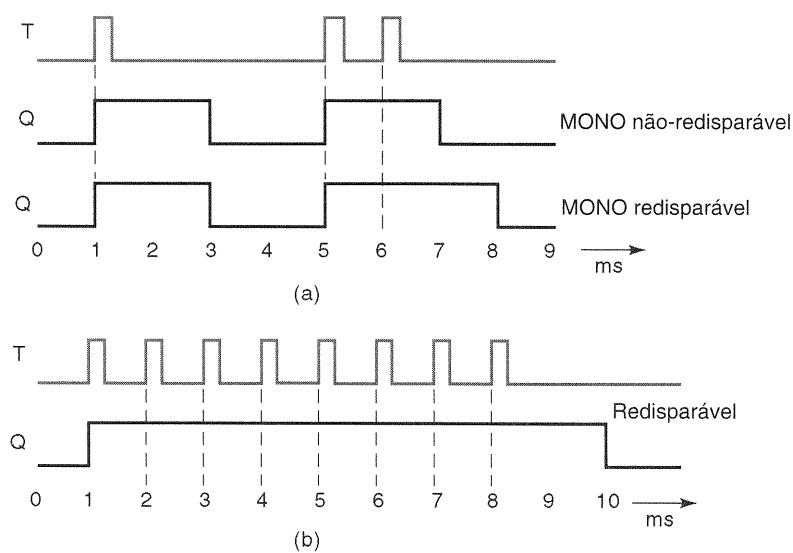 T
Q
MONO não-redisparável
Q
MONO redisparável
0 1 2 3 4 5 6 7 8 9
ms
(a)
T
Redisparável
Q
0 1 2 3 4 5 6 7 8 9 10
ms
(b)